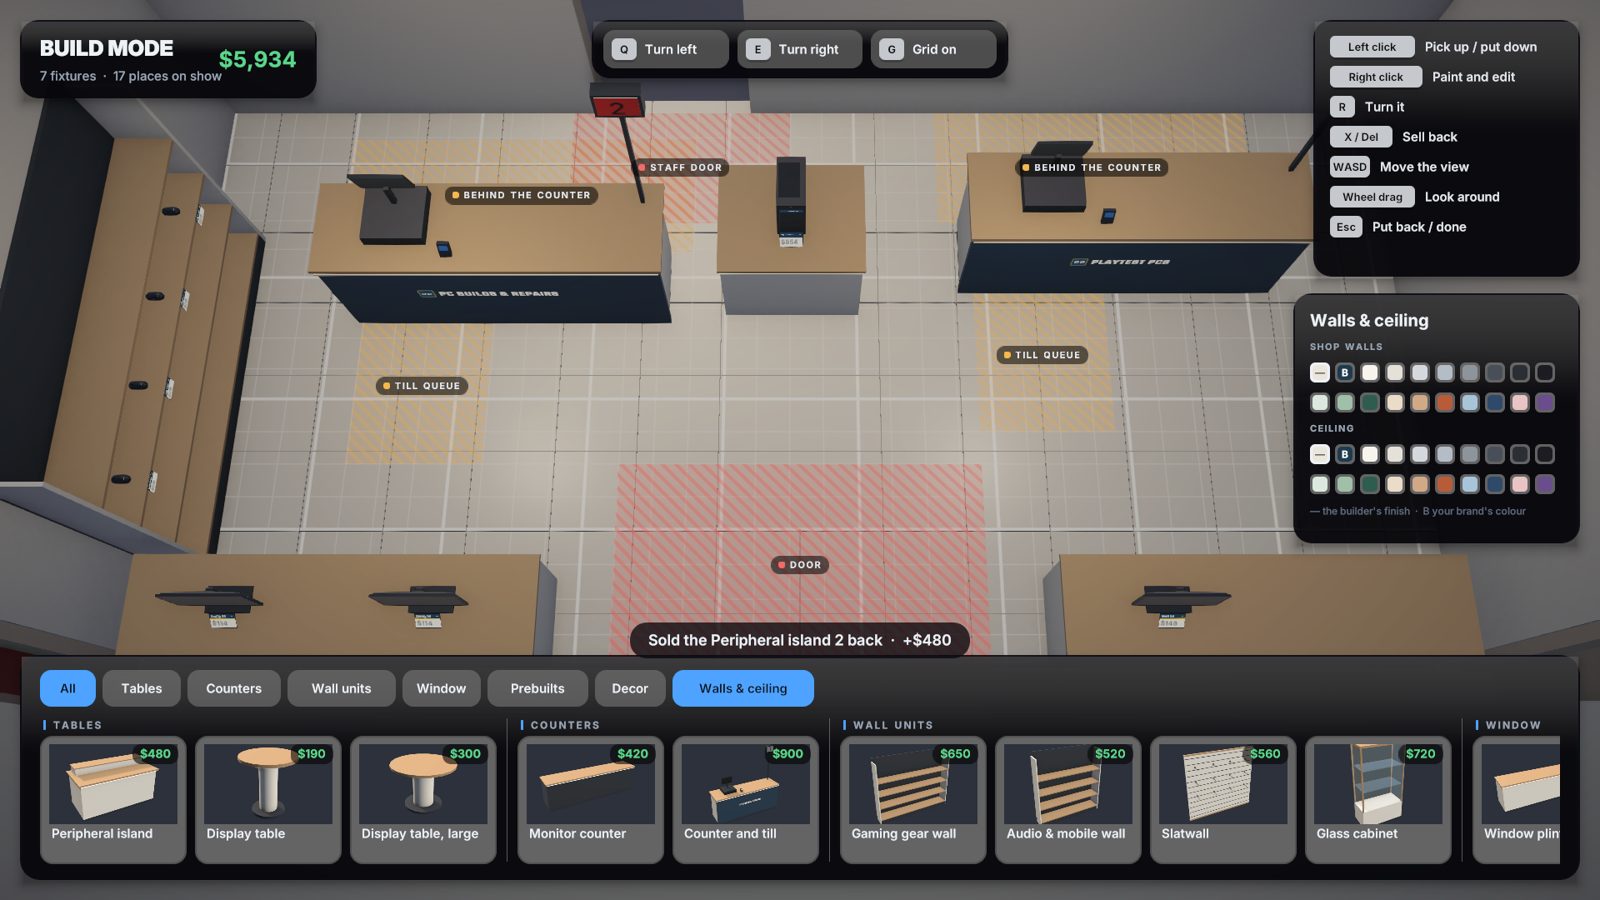 BUILD MODE
$5,934
7 fixtures · 17 places on show
Q Turn left
E Turn right
G Grid on
Left click Pick up / put down
Right click Paint and edit
R Turn it
X / Del Sell back
WASD Move the view
Wheel drag Look around
Esc Put back / done
2
STAFF DOOR
BEHIND THE COUNTER
BEHIND THE COUNTER
PC BUILDS & REPAIRS
PLAYTEST PCS
TILL QUEUE
TILL QUEUE
DOOR
Walls & ceiling
SHOP WALLS
— B
CEILING
— B
— the builder's finish · B your brand's colour
Sold the Peripheral island 2 back · +$480
All
Tables
Counters
Wall units
Window
Prebuilts
Decor
Walls & ceiling
TABLES
COUNTERS
WALL UNITS
WINDOW
$480
$190
$300
$420
$900
$650
$520
$560
$720
Peripheral island
Display table
Display table, large
Monitor counter
Counter and till
Gaming gear wall
Audio & mobile wall
Slatwall
Glass cabinet
Window